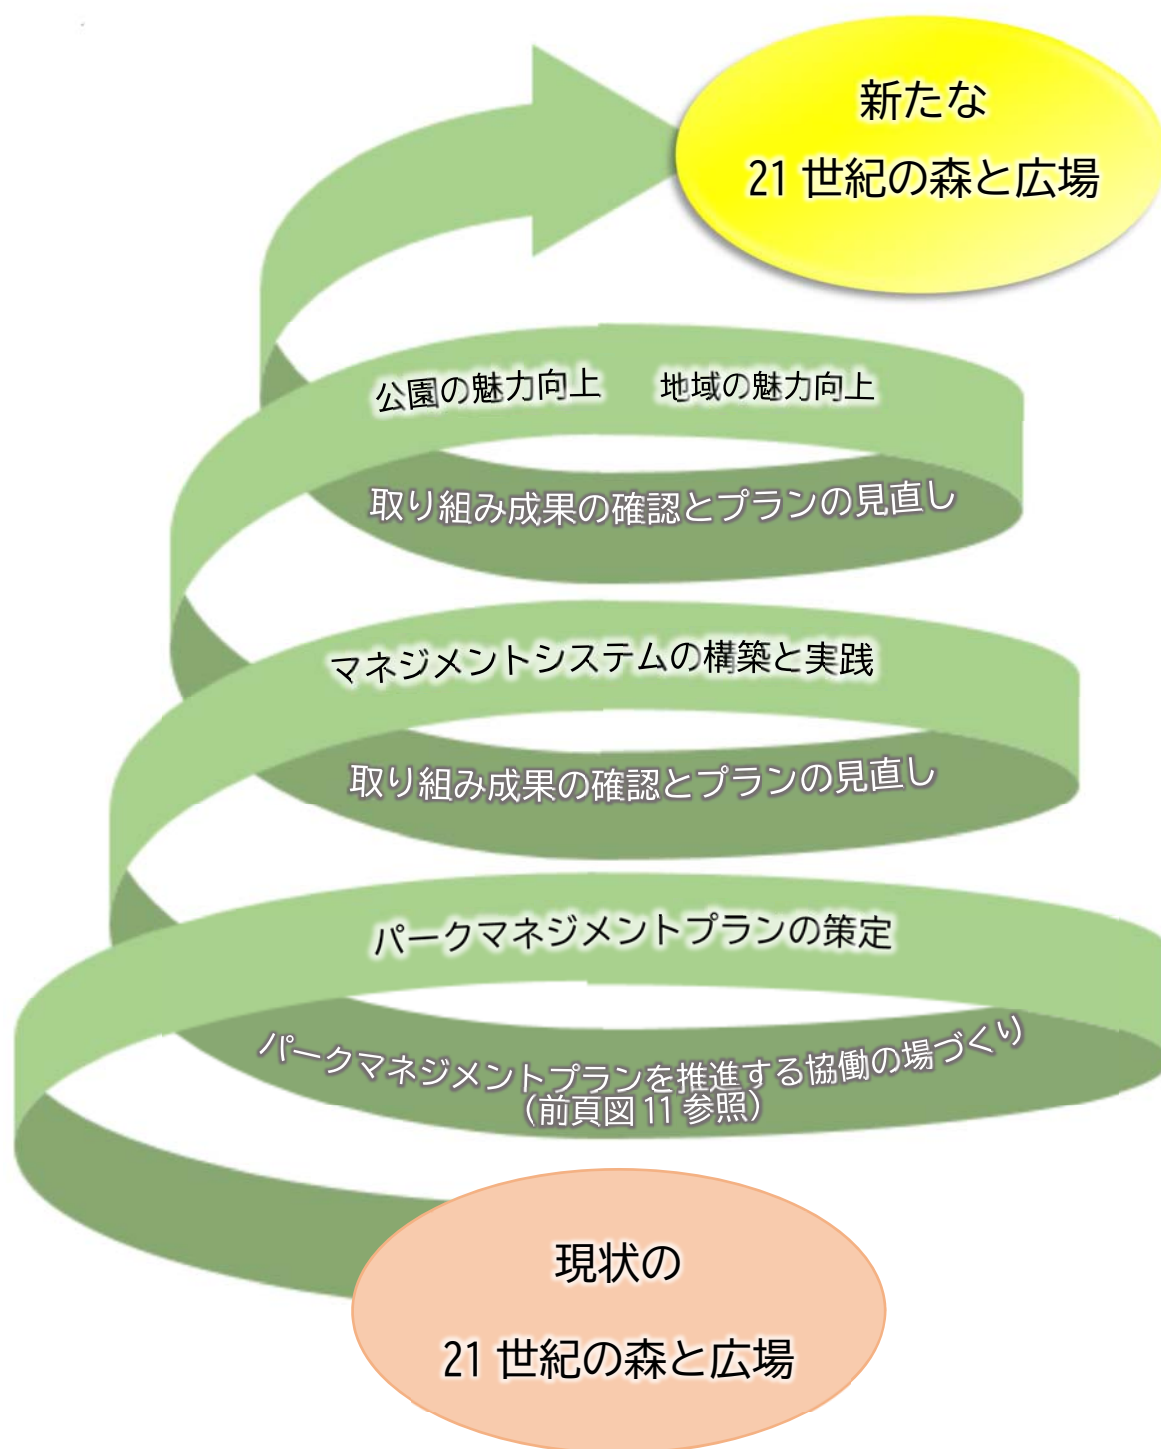 新たな
21 世紀の森と広場
公園の魅力向上　地域の魅力向上
取り組み成果の確認とプランの見直し
マネジメントシステムの構築と実践
取り組み成果の確認とプランの見直し
パークマネジメントプランの策定
パークマネジメントプランを推進する協働の場づくり
（前頁図 11 参照）
現状の
21 世紀の森と広場